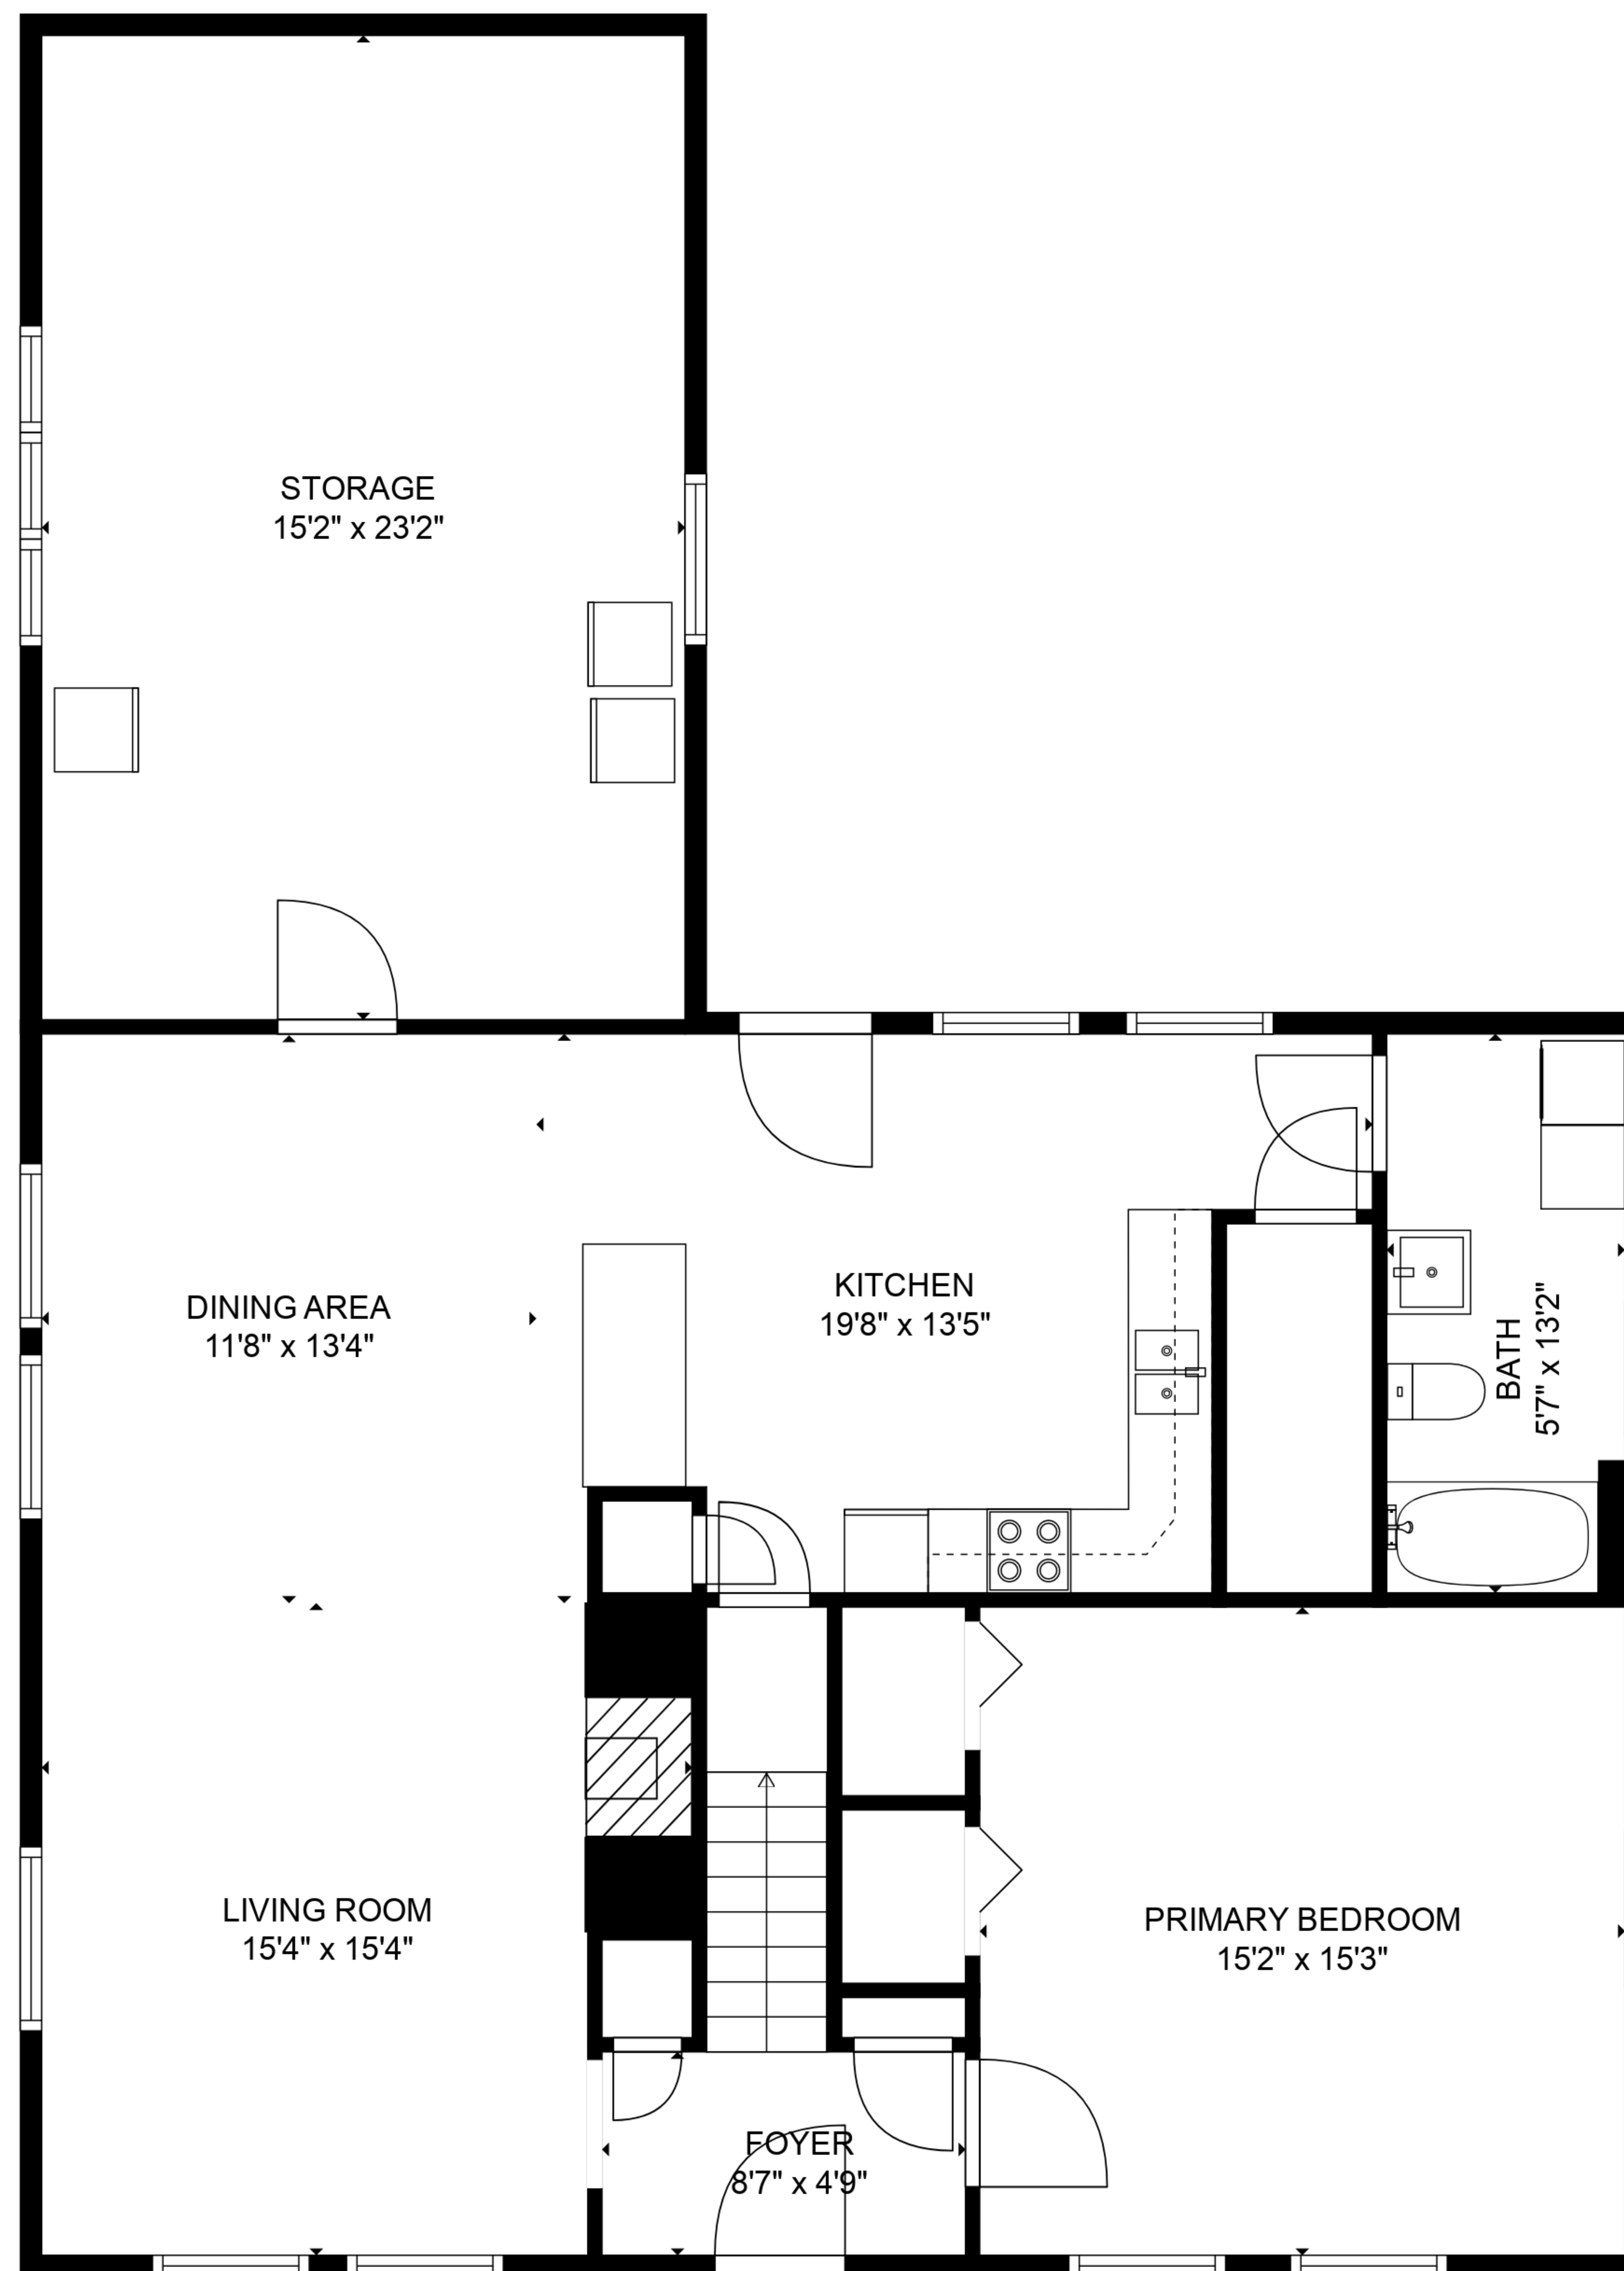 STORAGE
15'2" x 23'2"
DINING AREA
11'8" x 13'4"
KITCHEN
19'8" x 13'5"
BATH
5'7" x 13'2"
LIVING ROOM
15'4" x 15'4"
PRIMARY BEDROOM
15'2" x 15'3"
FOYER
8'7" x 4'9"